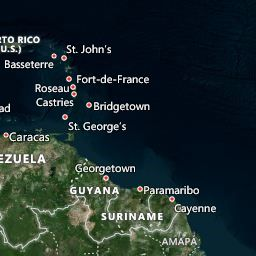 RTO RICO
U.S.)
St. John's
Basseterre
Fort-de-France
Roseau
Castries
Bridgetown
ad
St. George's
Caracas
EZUELA
Georgetown
GUYANA
Paramaribo
Cayenne
SURINAME
AMAPÁ